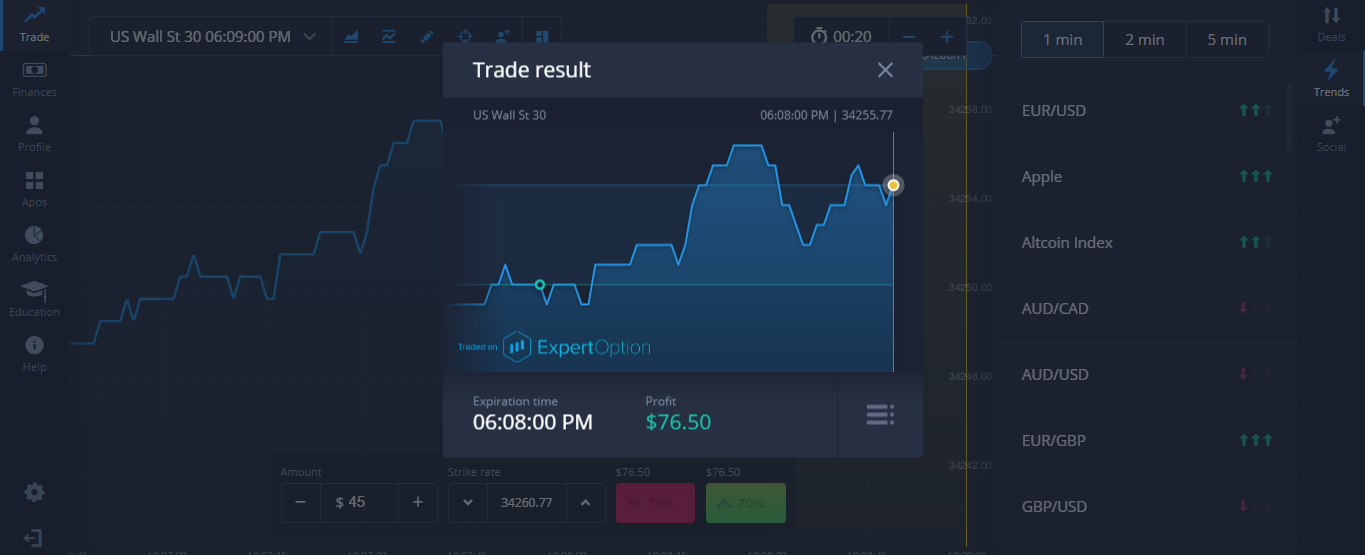 Trade
Finances
Profile
Apps
Analytics
Education
Help
US Wall St 30 06:09:00 PM
00:20
Trade result
US Wall St 30
06:08:00 PM | 34255.77
Traded on
ExpertOption
Expiration time
06:08:00 PM
Profit
$76.50
Amount
$ 45
Strike rate
34260.77
$76.50
70%
$76.50
70%
34258.00
34254.00
34250.00
34246.00
34242.00
1 min
2 min
5 min
EUR/USD
Apple
Altcoin Index
AUD/CAD
AUD/USD
EUR/GBP
GBP/USD
Deals
Trends
Social